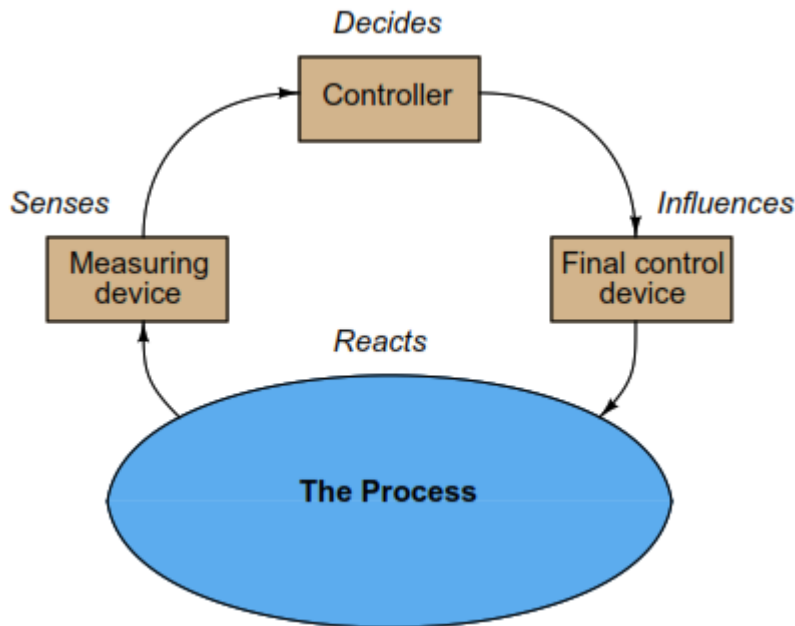 Decides
Controller
Senses
Influences
Measuring
device
Final control
device
Reacts
The Process